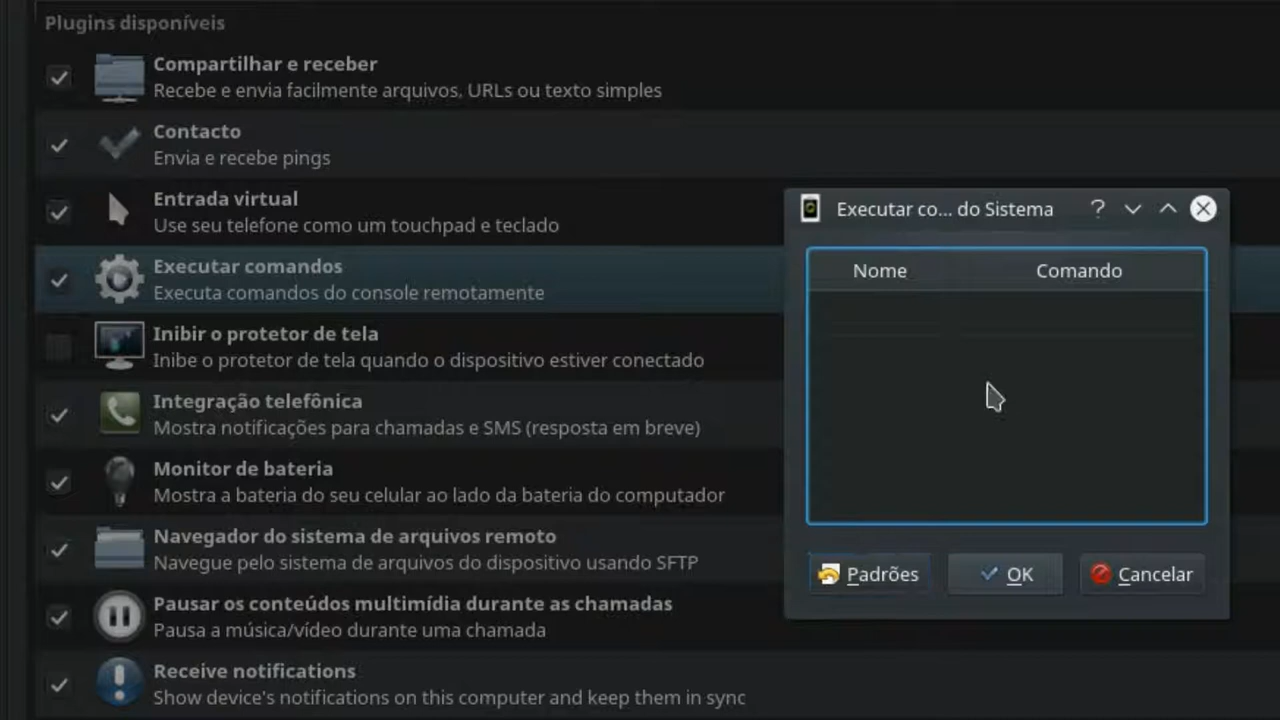 Plugins disponíveis
Compartilhar e receber
Recebe e envia facilmente arquivos, URLs ou texto simples
Contacto
Envia e recebe pings
Entrada virtual
Use seu telefone como um touchpad e teclado
Executar comandos
Executa comandos do console remotamente
Inibir o protetor de tela
Inibe o protetor de tela quando o dispositivo estiver conectado
Integração telefônica
Mostra notificações para chamadas e SMS (resposta em breve)
Monitor de bateria
Mostra a bateria do seu celular ao lado da bateria do computador
Navegador do sistema de arquivos remoto
Navegue pelo sistema de arquivos do dispositivo usando SFTP
Pausar os conteúdos multimídia durante as chamadas
Pausa a música/vídeo durante uma chamada
Receive notifications
Show device's notifications on this computer and keep them in sync
Executar co... do Sistema
Nome Comando
Padrões OK Cancelar